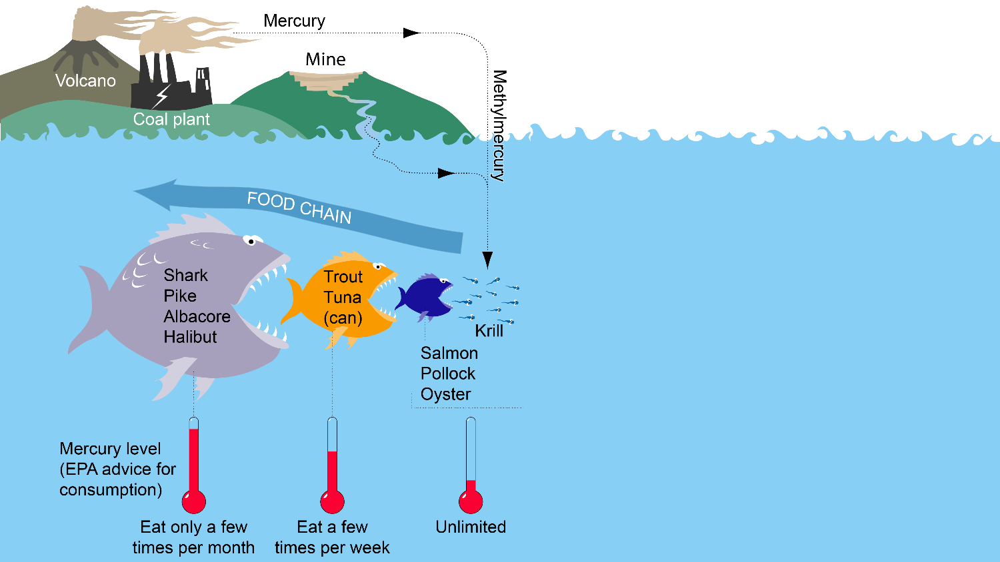 Mercury
Mine
Volcano
Coal plant
Methylmercury
FOOD CHAIN
Shark
Pike
Albacore
Halibut
Trout
Tuna
(can)
Krill
Salmon
Pollock
Oyster
Mercury level
(EPA advice for
consumption)
Eat only a few
times per month
Eat a few
times per week
Unlimited